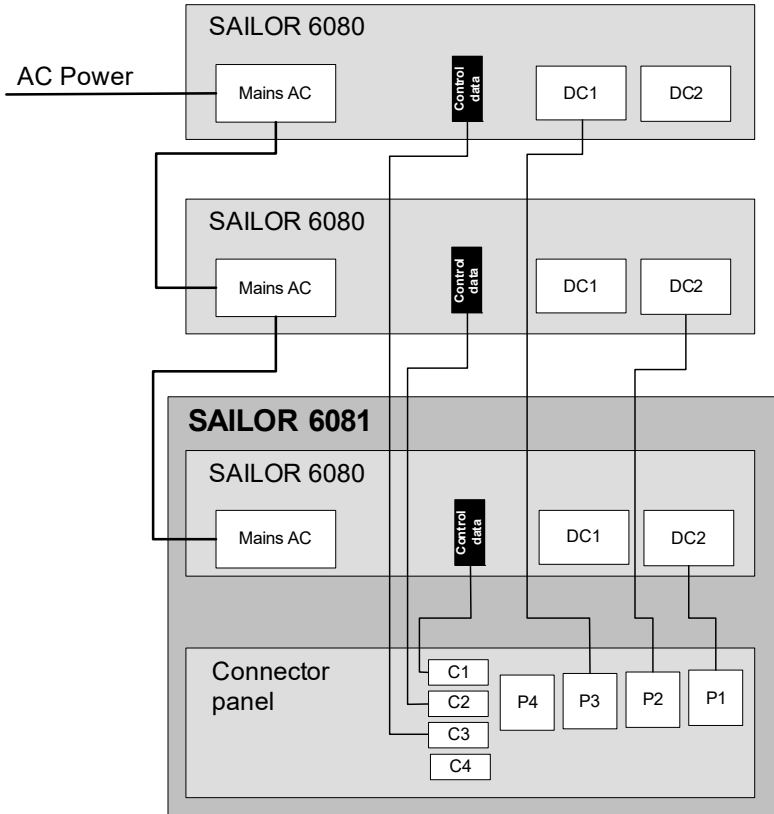 SAILOR 6080
AC Power
Mains AC
Control
data
DC1
DC2
SAILOR 6080
Mains AC
Control
data
DC1
DC2
SAILOR 6081
SAILOR 6080
Mains AC
Control
data
DC1
DC2
Connector
panel
C1
C2
C3
C4
P4
P3
P2
P1